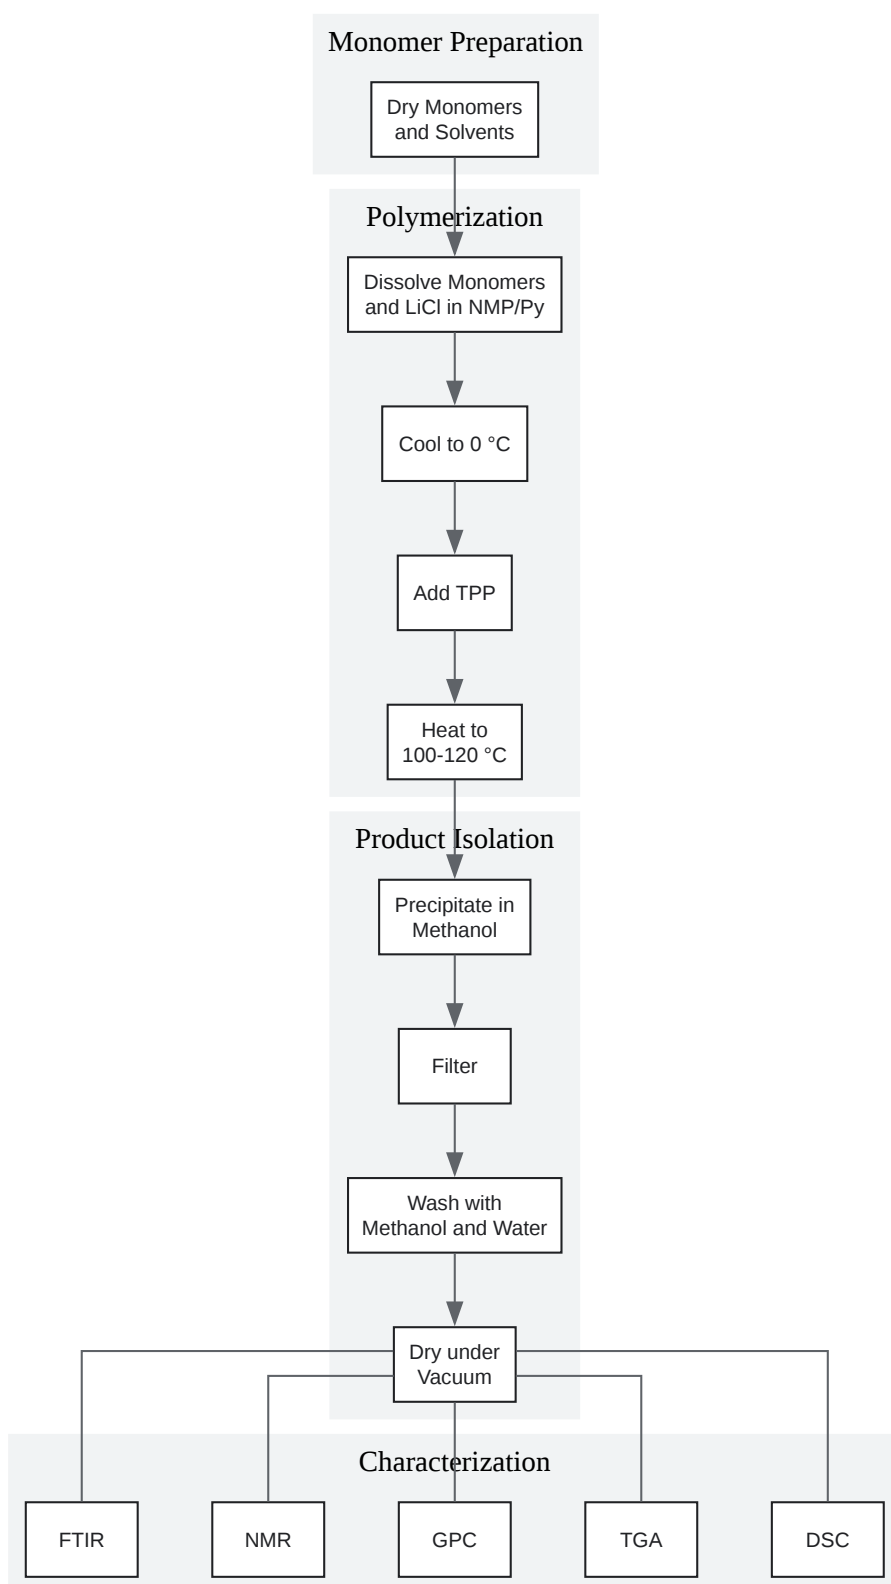 Monomer Preparation
Dry Monomers
and Solvents
Polymerization
Dissolve Monomers
and LiCl in NMP/Py
Cool to 0 °C
Add TPP
Heat to
100-120 °C
Product Isolation
Precipitate in
Methanol
Filter
Wash with
Methanol and Water
Dry under
Vacuum
Characterization
FTIR
NMR
GPC
TGA
DSC